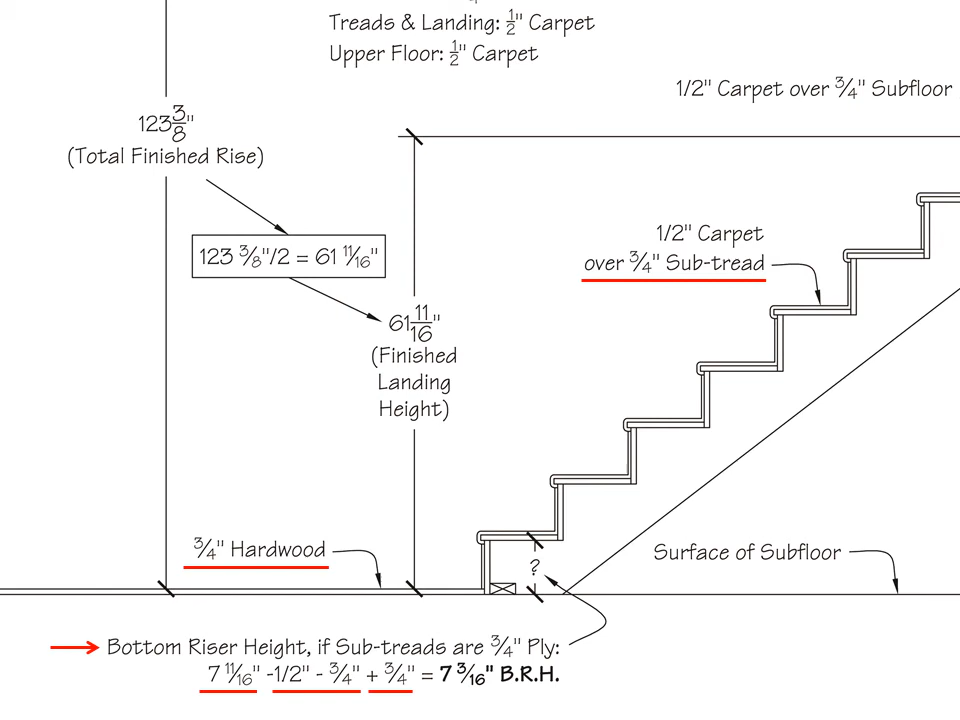 Treads & Landing: 1/2" Carpet
Upper Floor: 1/2" Carpet
1/2" Carpet over 3/4" Subfloor
123 3/8"
(Total Finished Rise)
123 3/8"/2 = 61 11/16"
61 11/16"
(Finished
Landing
Height)
1/2" Carpet
over 3/4" Sub-tread
3/4" Hardwood
?
Surface of Subfloor
Bottom Riser Height, if Sub-treads are 3/4" Ply:
7 11/16" -1/2" - 3/4" + 3/4" = 7 3/16" B.R.H.